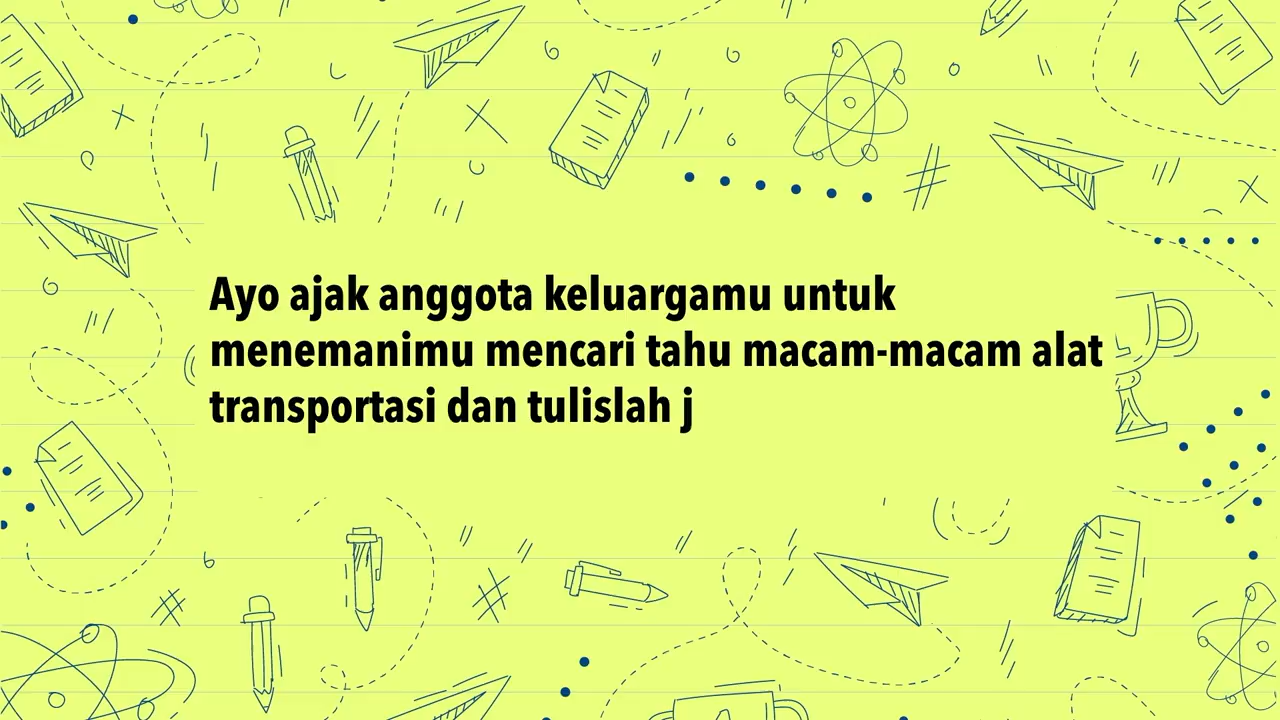 Ayo ajak anggota keluargamu untuk
menemanimu mencari tahu macam-macam alat
transportasi dan tulislah j